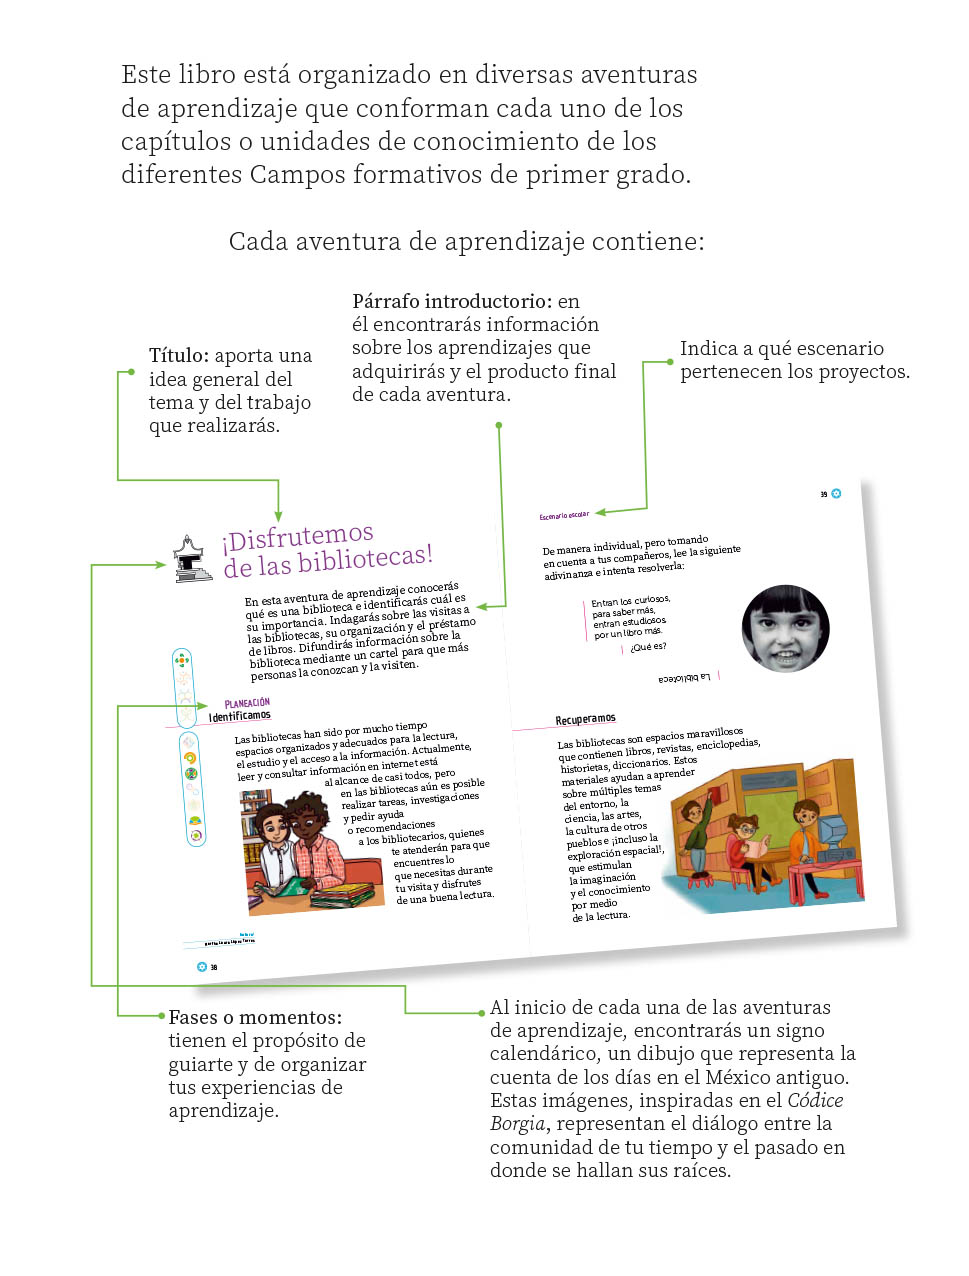 Este libro está organizado en diversas aventuras
de aprendizaje que conforman cada uno de los
capítulos o unidades de conocimiento de los
diferentes Campos formativos de primer grado.
Cada aventura de aprendizaje contiene:
Párrafo introductorio: en
él encontrarás información
sobre los aprendizajes que
adquirirás y el producto final
de cada aventura.
Título: aporta una
idea general del
tema y del trabajo
que realizarás.
Indica a qué escenario
pertenecen los proyectos.
¡Disfrutemos
de las bibliotecas!
En esta aventura de aprendizaje conocerás
qué es una biblioteca e identificarás cuál es
su importancia. Indagarás sobre las visitas a
las bibliotecas, su organización y el préstamo
de libros. Difundirás información sobre la
biblioteca mediante un cartel para que más
personas la conozcan y la visiten.
PLANEACIÓN
Identificamos
Las bibliotecas han sido por mucho tiempo
espacios organizados y adecuados para la lectura,
el estudio y el acceso a la información. Actualmente,
leer y consultar información en internet está
al alcance de casi todos, pero
en las bibliotecas aún es posible
realizar tareas, investigaciones
y pedir ayuda
o recomendaciones
a los bibliotecarios, quienes
te atenderán para que
encuentres lo
que necesitas durante
tu visita y disfrutes
de una buena lectura.
38
39
Escenario escolar
De manera individual, pero tomando
en cuenta a tus compañeros, lee la siguiente
adivinanza e intenta resolverla:
Entran los curiosos,
para saber más,
entran estudiosos
por un libro más.
¿Qué es?
La biblioteca
Recuperamos
Las bibliotecas son espacios maravillosos
que contienen libros, revistas, enciclopedias,
historietas, diccionarios. Estos
materiales ayudan a aprender
sobre múltiples temas
del entorno, la
ciencia, las artes,
la cultura de otros
pueblos e ¡incluso la
exploración espacial!,
que estimulan
la imaginación
y el conocimiento
por medio
de la lectura.
Fases o momentos:
tienen el propósito de
guiarte y de organizar
tus experiencias de
aprendizaje.
Al inicio de cada una de las aventuras
de aprendizaje, encontrarás un signo
calendárico, un dibujo que representa la
cuenta de los días en el México antiguo.
Estas imágenes, inspiradas en el Códice
Borgia, representan el diálogo entre la
comunidad de tu tiempo y el pasado en
donde se hallan sus raíces.